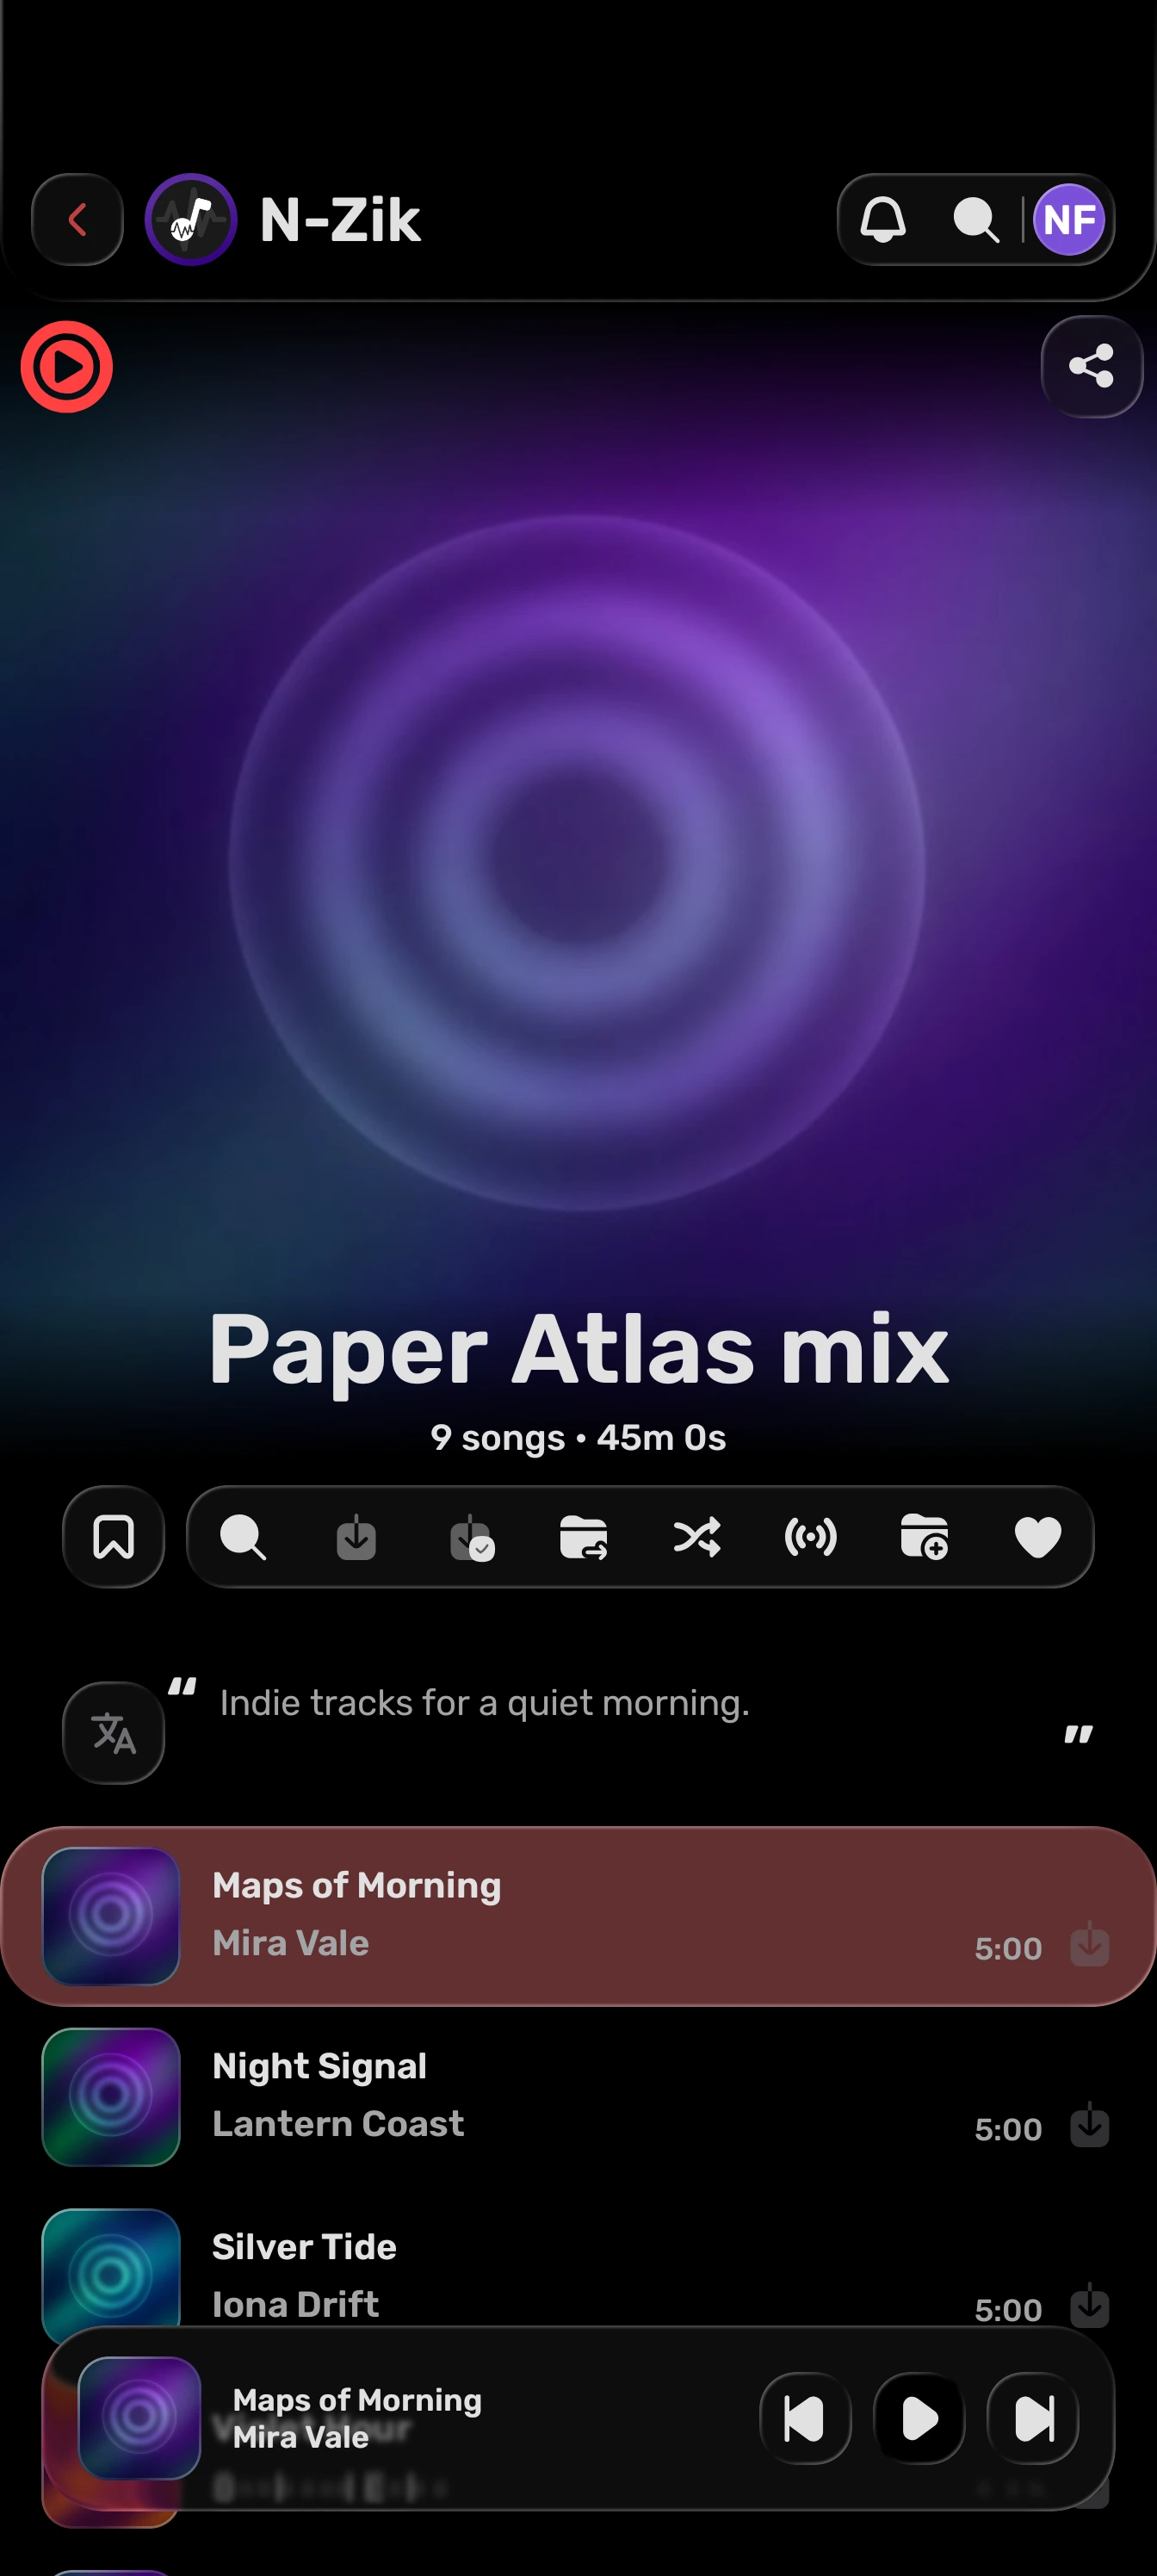 N-Zik
NF
Paper Atlas mix
9 songs • 45m 0s
“ Indie tracks for a quiet morning. ”
Maps of Morning
Mira Vale
5:00
Night Signal
Lantern Coast
5:00
Silver Tide
Iona Drift
5:00
Maps of Morning
Mira Vale